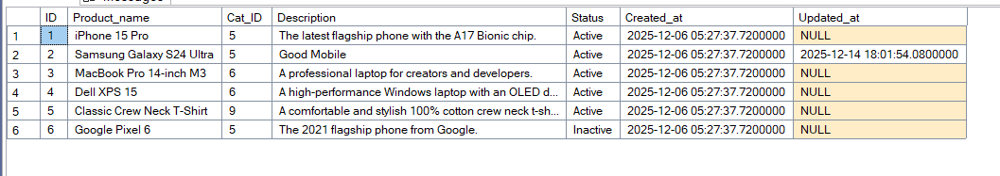 ID Product_name Cat_ID Description Status Created_at Updated_at
1 1 iPhone 15 Pro 5 The latest flagship phone with the A17 Bionic chip. Active 2025-12-06 05:27:37.7200000 NULL
2 2 Samsung Galaxy S24 Ultra 5 Good Mobile Active 2025-12-06 05:27:37.7200000 2025-12-14 18:01:54.0800000
3 3 MacBook Pro 14-inch M3 6 A professional laptop for creators and developers. Active 2025-12-06 05:27:37.7200000 NULL
4 4 Dell XPS 15 6 A high-performance Windows laptop with an OLED d... Active 2025-12-06 05:27:37.7200000 NULL
5 5 Classic Crew Neck T-Shirt 9 A comfortable and stylish 100% cotton crew neck t-sh... Active 2025-12-06 05:27:37.7200000 NULL
6 6 Google Pixel 6 5 The 2021 flagship phone from Google. Inactive 2025-12-06 05:27:37.7200000 NULL